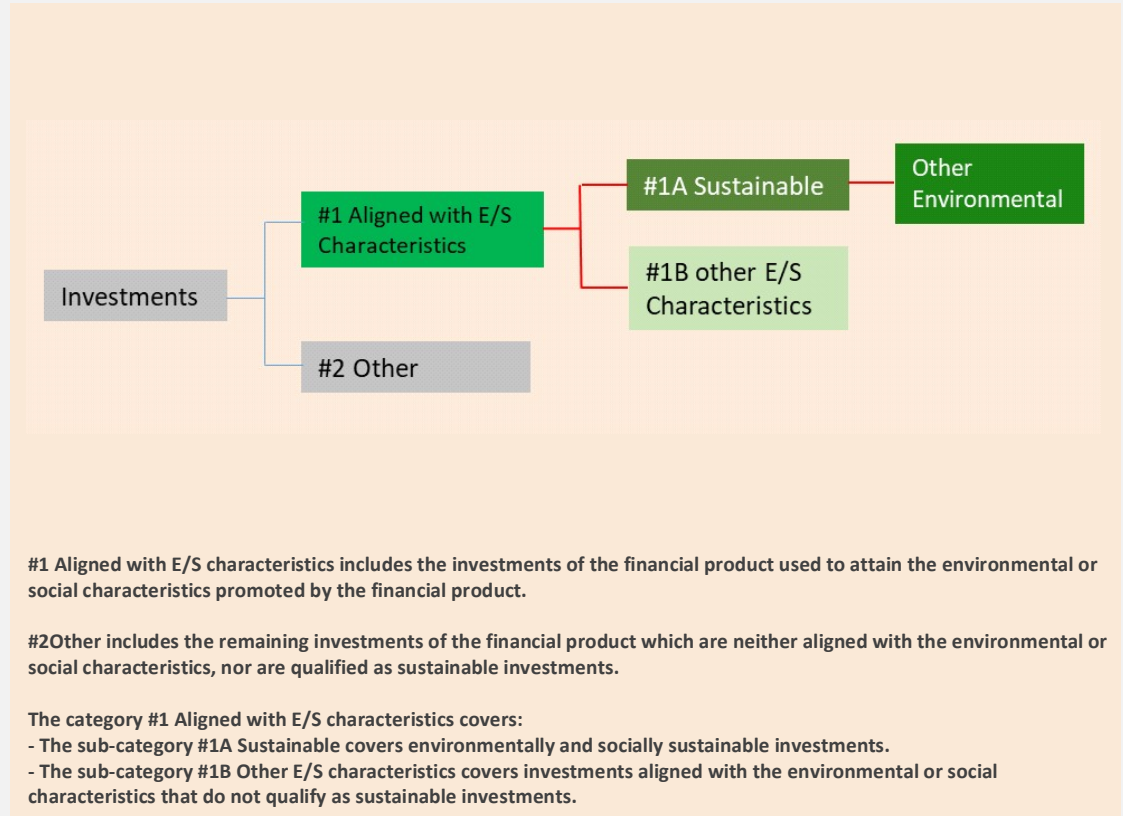 Other
Environmental
#1A Sustainable
#1 Aligned with E/S
Characteristics
#1B other E/S
Characteristics
Investments
#2 Other
#1 Aligned with E/S characteristics includes the investments of the financial product used to attain the environmental or
social characteristics promoted by the financial product.
#2Other includes the remaining investments of the financial product which are neither aligned with the environmental or
social characteristics, nor are qualified as sustainable investments.
The category #1 Aligned with E/S characteristics covers:
- The sub-category #1A Sustainable covers environmentally and socially sustainable investments.
- The sub-category #1B Other E/S characteristics covers investments aligned with the environmental or social
characteristics that do not qualify as sustainable investments.